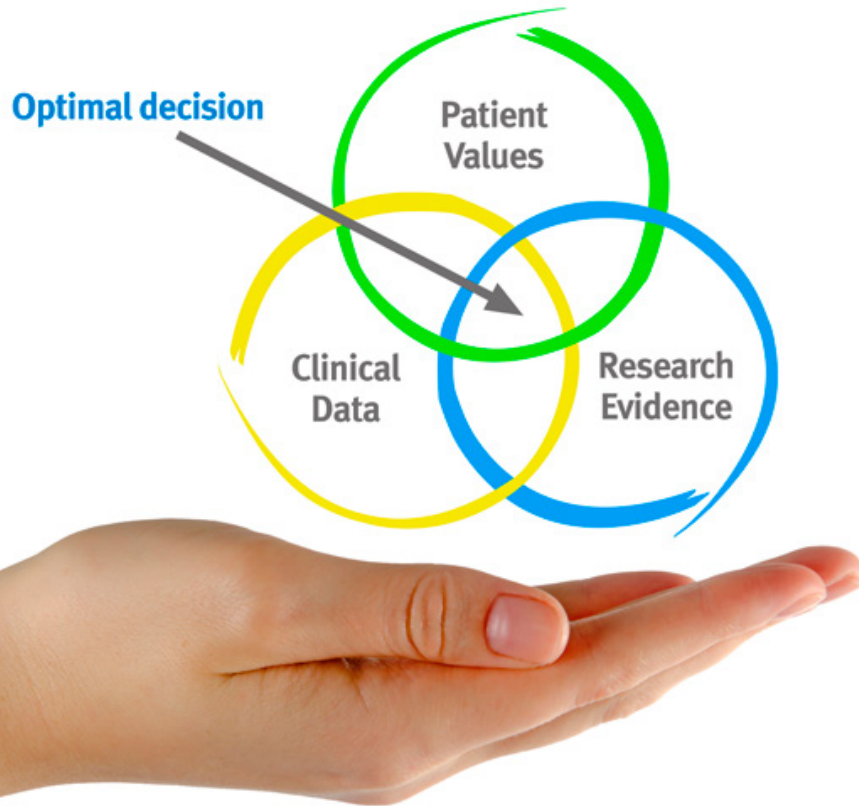 Optimal decision
Patient
Values
Clinical
Data
Research
Evidence